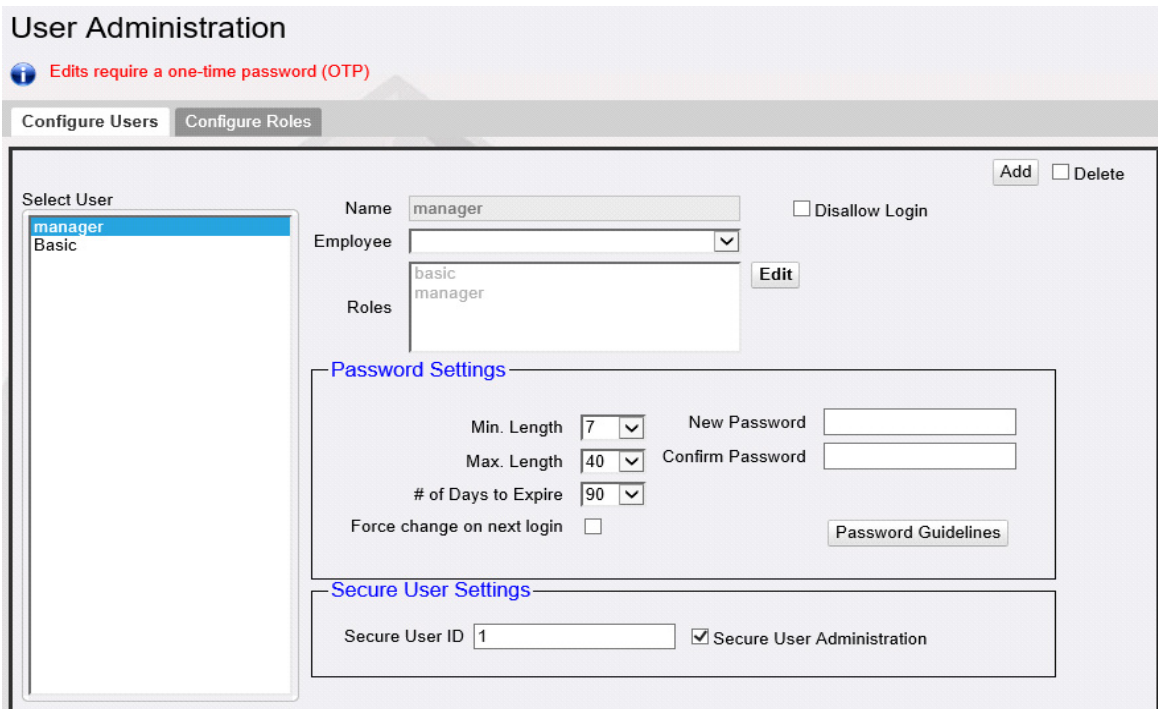 User Administration
Edits require a one-time password (OTP)
Configure Users
Configure Roles
Add
Delete
Select User
manager
Basic
Name
manager
Disallow Login
Employee
Roles
basic
manager
Edit
Password Settings
Min. Length
7
New Password
Max. Length
40
Confirm Password
# of Days to Expire
90
Force change on next login
Password Guidelines
Secure User Settings
Secure User ID
1
Secure User Administration